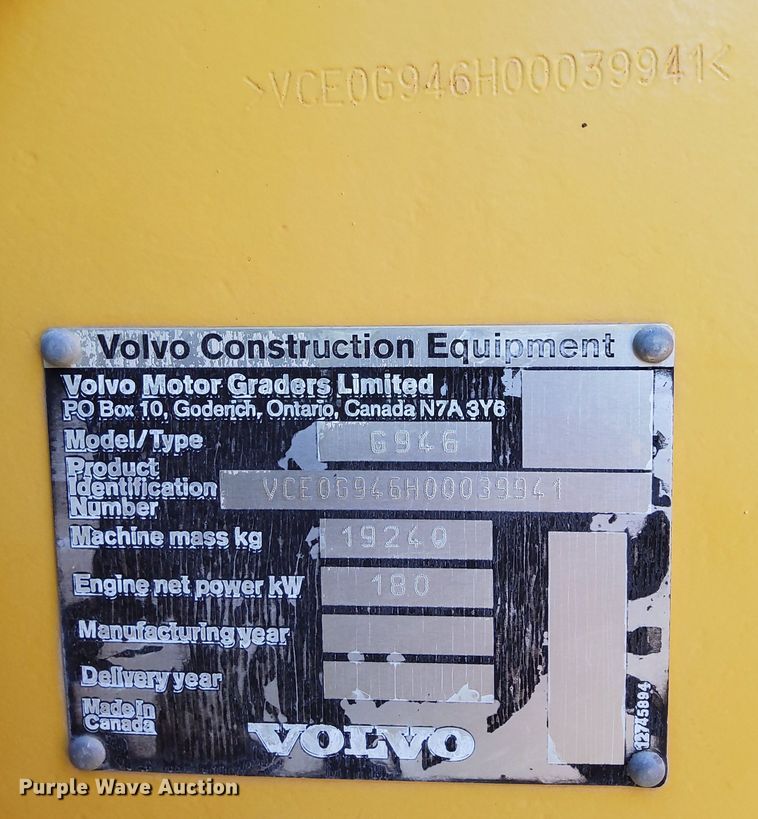 >VCE0G946H00039941<
Volvo Construction Equipment
Volvo Motor Graders Limited
PO Box 10, Goderich, Ontario, Canada N7A 3Y6
Model/Type G946
Product
Identification VCE0G946H00039941
Number
Machine mass kg 19240
Engine net power kW 180
Manufacturing year
Delivery year
Made in
Canada
VOLVO
12745894
Purple Wave Auction